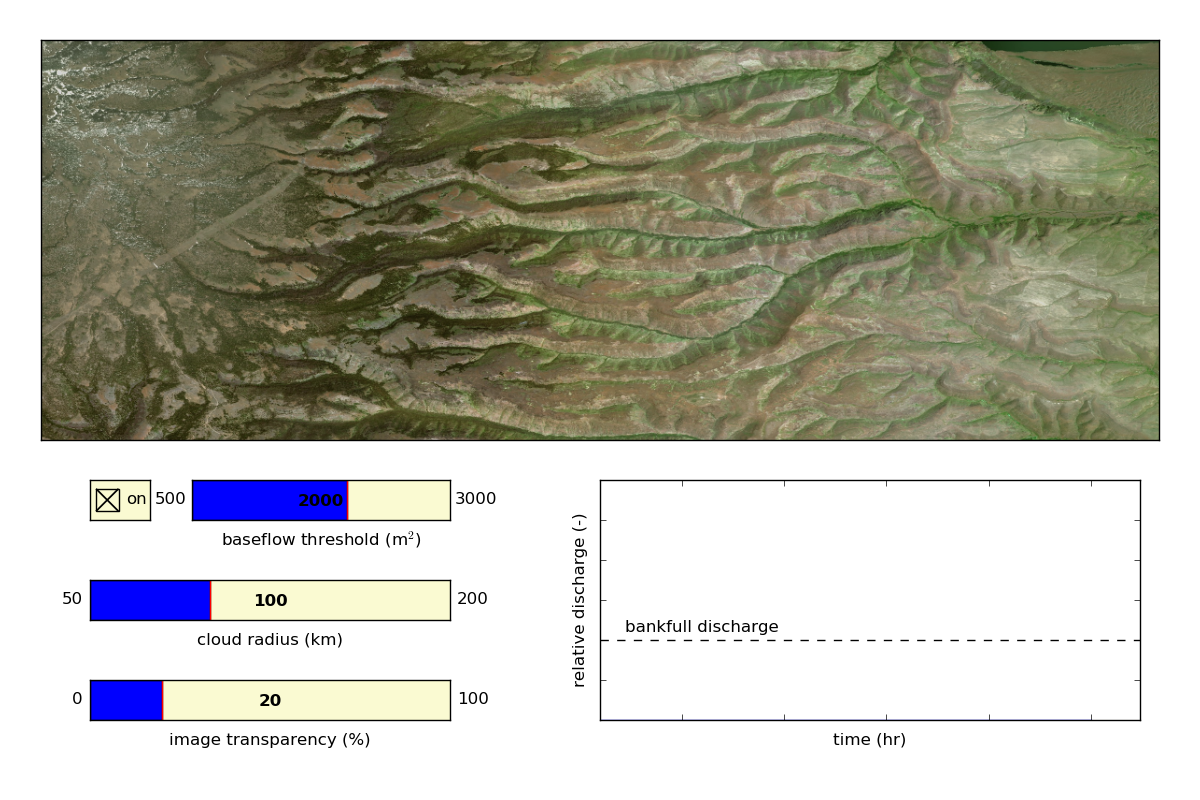 on 500 2000 3000
baseflow threshold (m²)
50 100 200
cloud radius (km)
0 20 100
image transparency (%)
relative discharge (-)
bankfull discharge
time (hr)